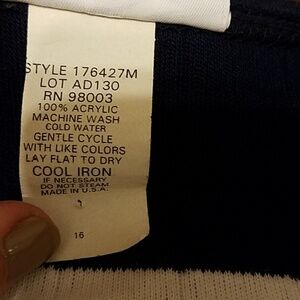 STYLE 176427M
LOT AD130
RN 98003
100% ACRYLIC
MACHINE WASH
COLD WATER
GENTLE CYCLE
WITH LIKE COLORS
LAY FLAT TO DRY
COOL IRON
IF NECESSARY
DO NOT STEAM
MADE IN U.S.A.
16